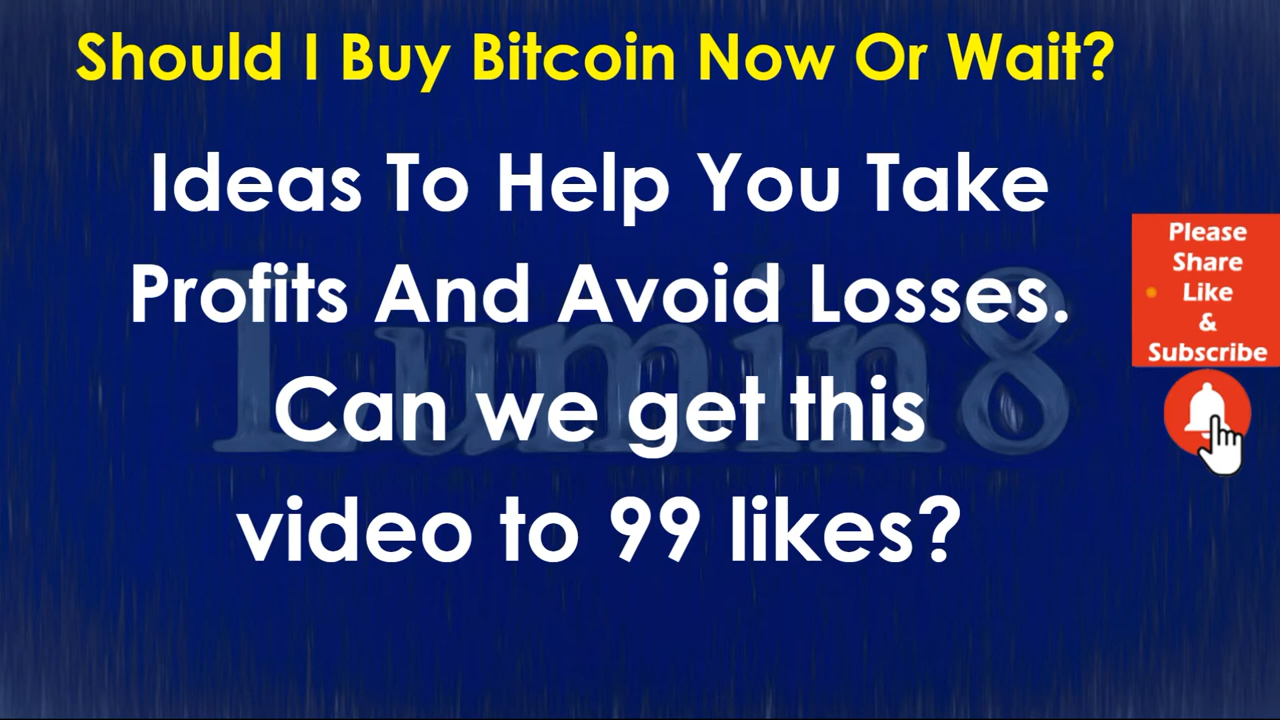 Should I Buy Bitcoin Now Or Wait?
Ideas To Help You Take
Profits And Avoid Losses.
Lumin8
Can we get this
video to 99 likes?
Please
Share
Like
&
Subscribe